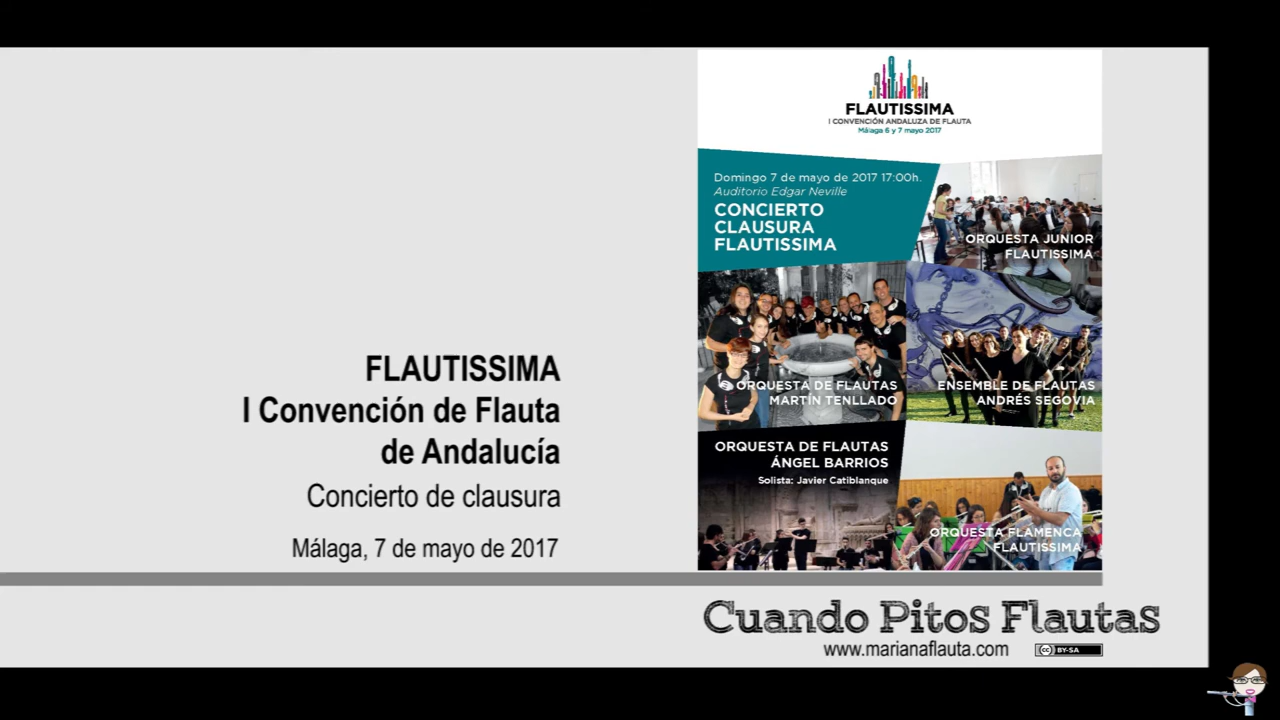 FLAUTISSIMA
I Convención de Flauta
de Andalucía
Concierto de clausura
Málaga, 7 de mayo de 2017
FLAUTISSIMA
I CONVENCIÓN ANDALUZA DE FLAUTA
Málaga 6 y 7 mayo 2017
Domingo 7 de mayo de 2017 17:00h.
Auditorio Edgar Neville
CONCIERTO
CLAUSURA
FLAUTISSIMA
ORQUESTA JUNIOR
FLAUTISSIMA
ORQUESTA DE FLAUTAS
MARTÍN TENLLADO
ENSEMBLE DE FLAUTAS
ANDRÉS SEGOVIA
ORQUESTA DE FLAUTAS
ÁNGEL BARRIOS
Solista: Javier Catiblanque
ORQUESTA FLAMENCA
FLAUTISSIMA
Cuando Pitos Flautas
www.marianaflauta.com
cc BY-SA